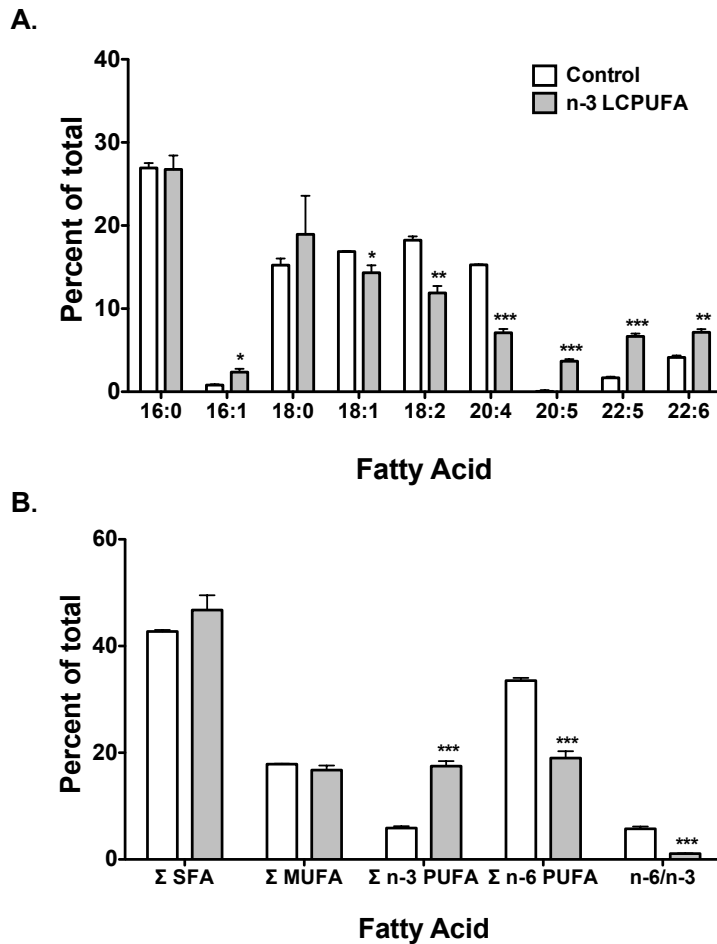 A.
40
30
20
10
0
Percent of total
Control
n-3 LCPUFA
*
*
**
***
***
***
**
16:0 16:1 18:0 18:1 18:2 20:4 20:5 22:5 22:6
Fatty Acid
B.
60
40
20
0
Percent of total
***
***
***
Σ SFA Σ MUFA Σ n-3 PUFA Σ n-6 PUFA n-6/n-3
Fatty Acid